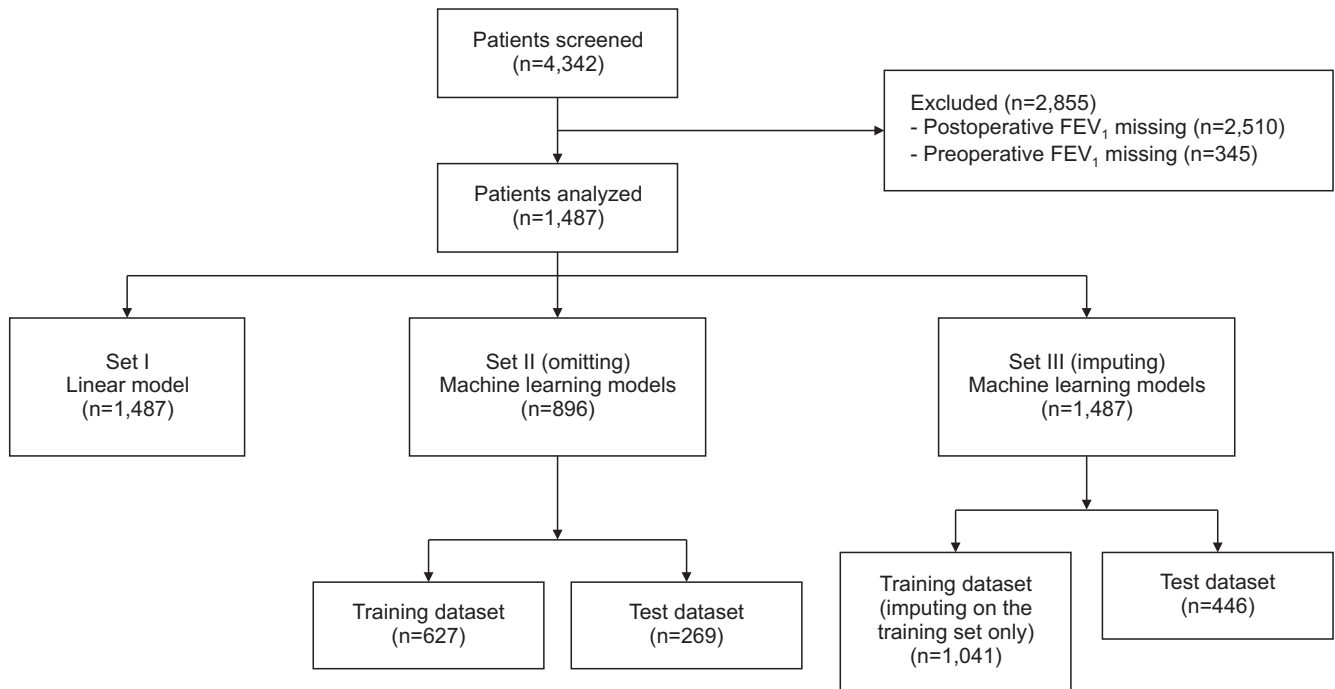 Patients screened
(n=4,342)
Excluded (n=2,855)
- Postoperative FEV₁ missing (n=2,510)
- Preoperative FEV₁ missing (n=345)
Patients analyzed
(n=1,487)
Set I
Linear model
(n=1,487)
Set II (omitting)
Machine learning models
(n=896)
Set III (imputing)
Machine learning models
(n=1,487)
Training dataset
(n=627)
Test dataset
(n=269)
Training dataset
(imputing on the
training set only)
(n=1,041)
Test dataset
(n=446)